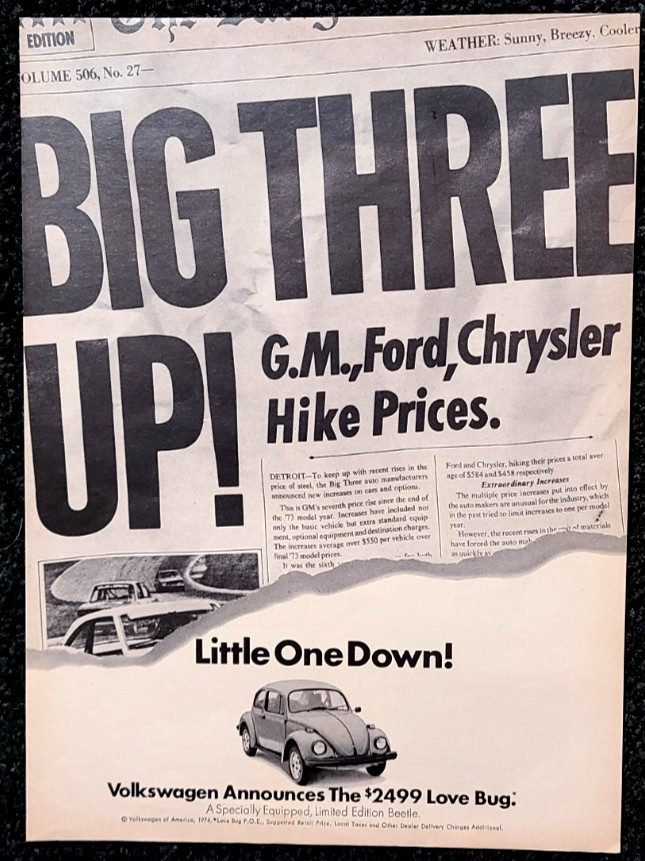 EDITION
WEATHER: Sunny, Breezy, Cooler
OLUME 506, No. 27—
BIG THREE
UP!
G.M.,Ford,Chrysler
Hike Prices.
DETROIT—To keep up with recent rises in the
price of steel, the Big Three auto manufacturers
announced new increases on cars and options.
This is GM's seventh price rise since the end of
the '73 model year. Increases have included not
only the basic vehicle but extra standard equip-
ment, optional equipment and destination charges.
The increases average over $550 per vehicle over
final '73 model prices.
It was the sixth
Ford and Chrysler, hiking their prices a total aver
age of $584 and $458 respectively.
Extraordinary Increases
The multiple price increases put into effect by
the auto makers are unusual for the industry, which
in the past tried to limit increases to one per model
year.
However, the recent rises in the of materials
have forced the auto
as quickly as
Little One Down!
Volkswagen Announces The $2499 Love Bug.*
A Specially Equipped, Limited Edition Beetle.
© Volkswagen of America, 1974. *Love Bug P.O.E., Suggested Retail Price, Local Taxes and Other Dealer Delivery Charges Additional.